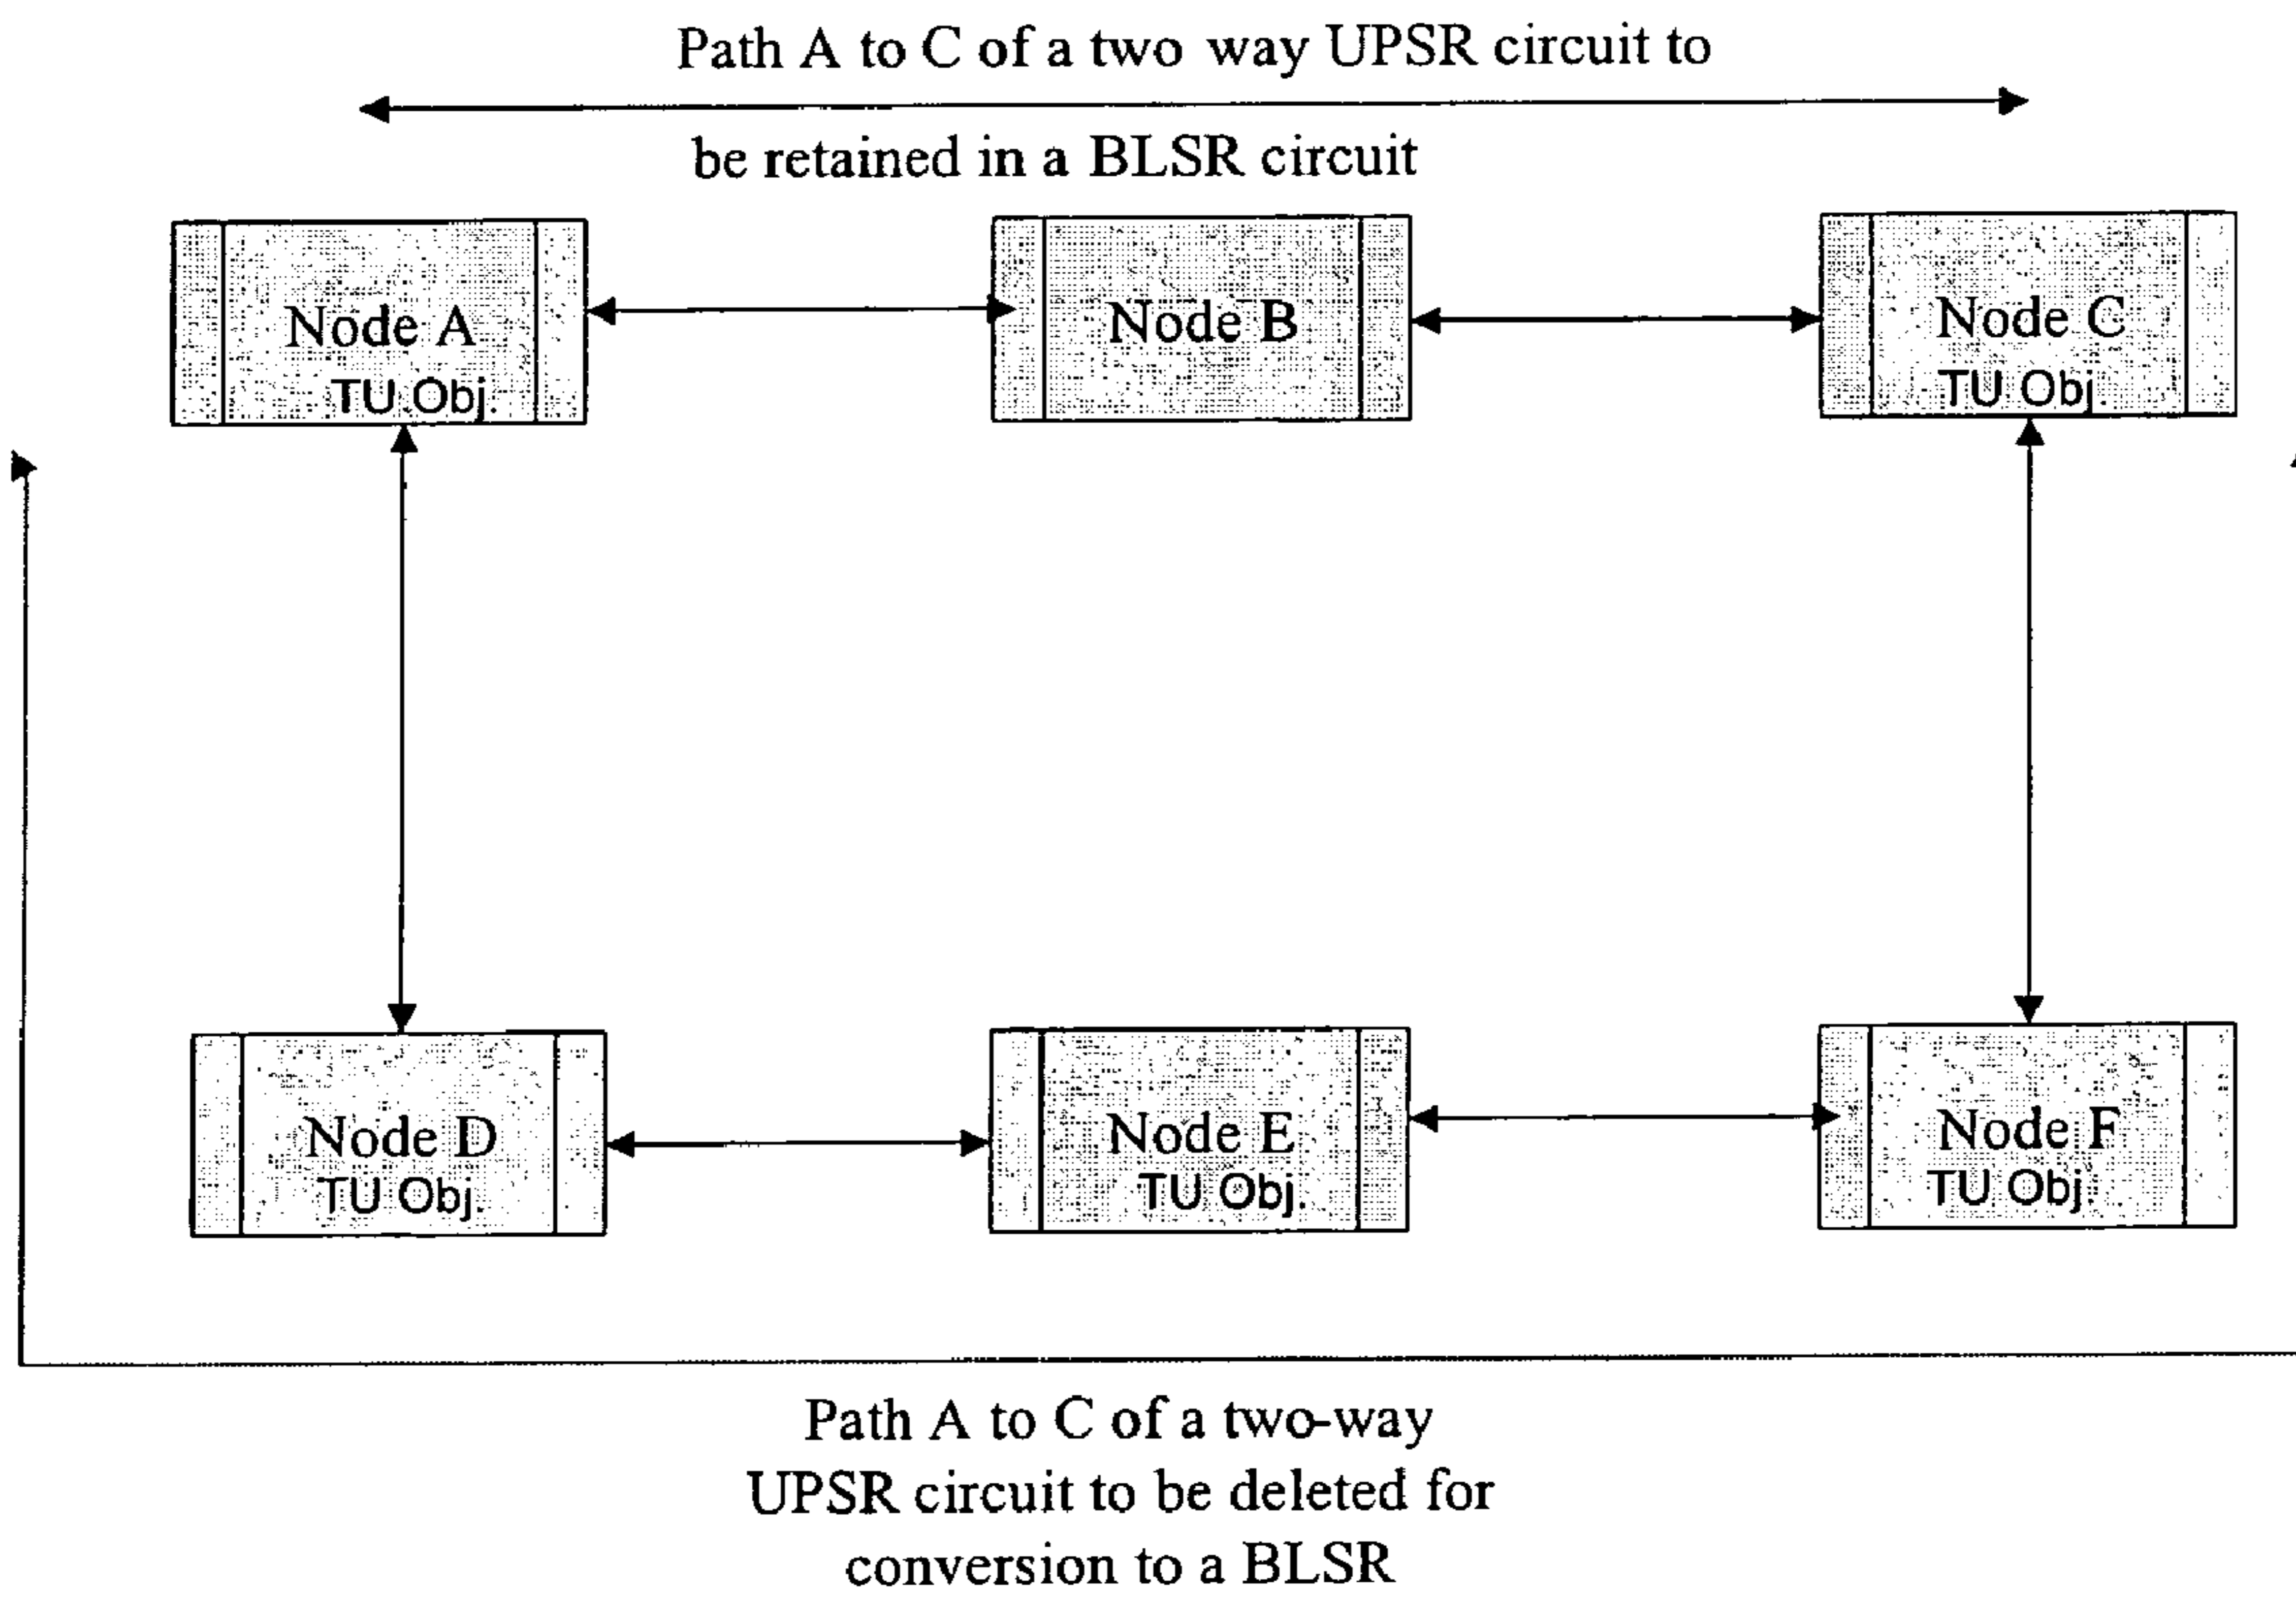 Path A to C of a two way UPSR circuit to
be retained in a BLSR circuit
Node A
TU Obj.
Node B
Node C
TU Obj.
Node D
TU Obj.
Node E
TU Obj.
Node F
TU Obj.
Path A to C of a two-way
UPSR circuit to be deleted for
conversion to a BLSR